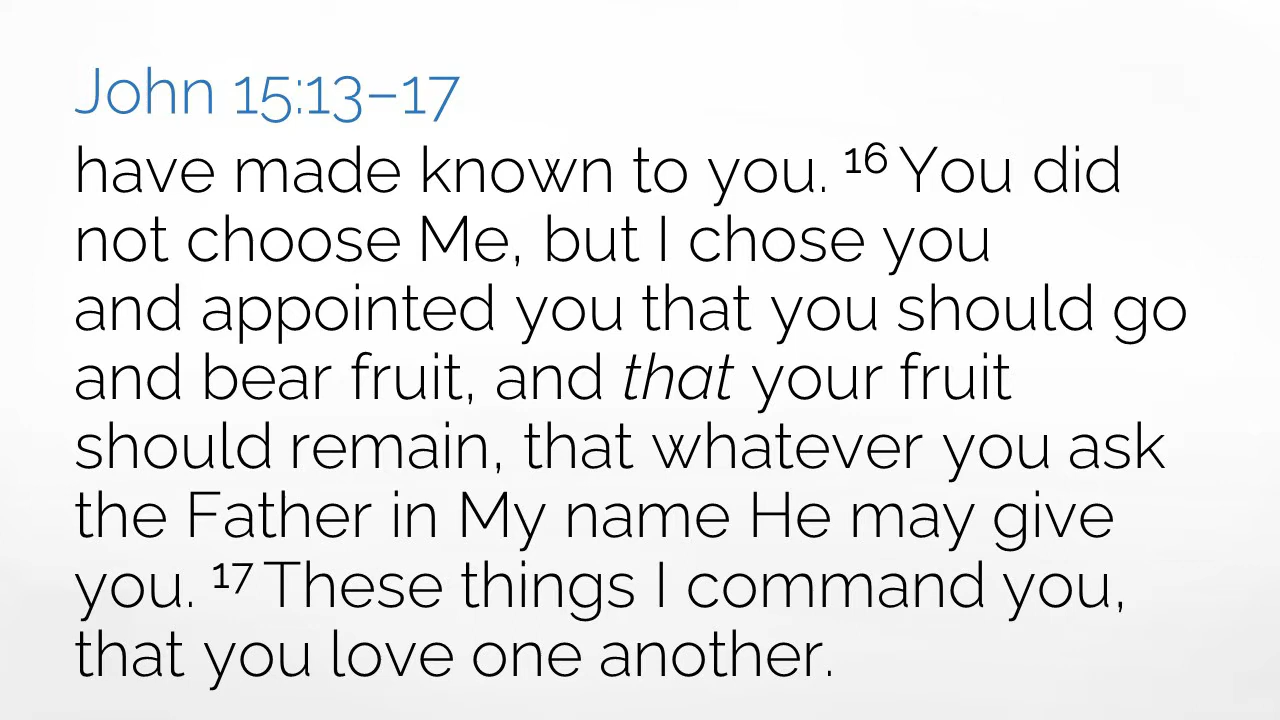 John 15:13–17
have made known to you. 16 You did
not choose Me, but I chose you
and appointed you that you should go
and bear fruit, and that your fruit
should remain, that whatever you ask
the Father in My name He may give
you. 17 These things I command you,
that you love one another.